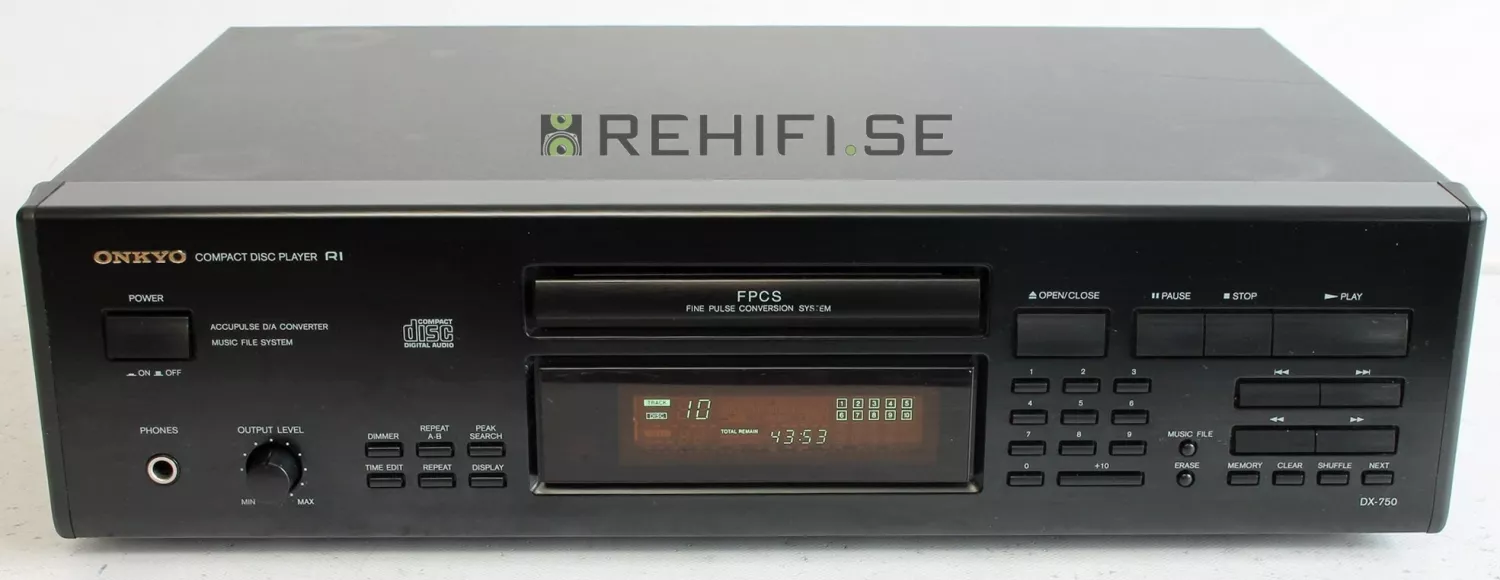 REHIFI.SE
ONKYO COMPACT DISC PLAYER RI
POWER
ACCUPULSE D/A CONVERTER
MUSIC FILE SYSTEM
ON OFF
COMPACT
disc
DIGITAL AUDIO
PHONES
OUTPUT LEVEL
MIN MAX
DIMMER REPEAT A-B PEAK SEARCH
TIME EDIT REPEAT DISPLAY
FPCS
FINE PULSE CONVERSION SYSTEM
TRACK 10 1 2 3 4 5
DISC 6 7 8 9 10
TOTAL REMAIN 43:53
OPEN/CLOSE PAUSE STOP PLAY
1 2 3
4 5 6
7 8 9
0 +10
MUSIC FILE
ERASE
MEMORY CLEAR SHUFFLE NEXT
DX-750